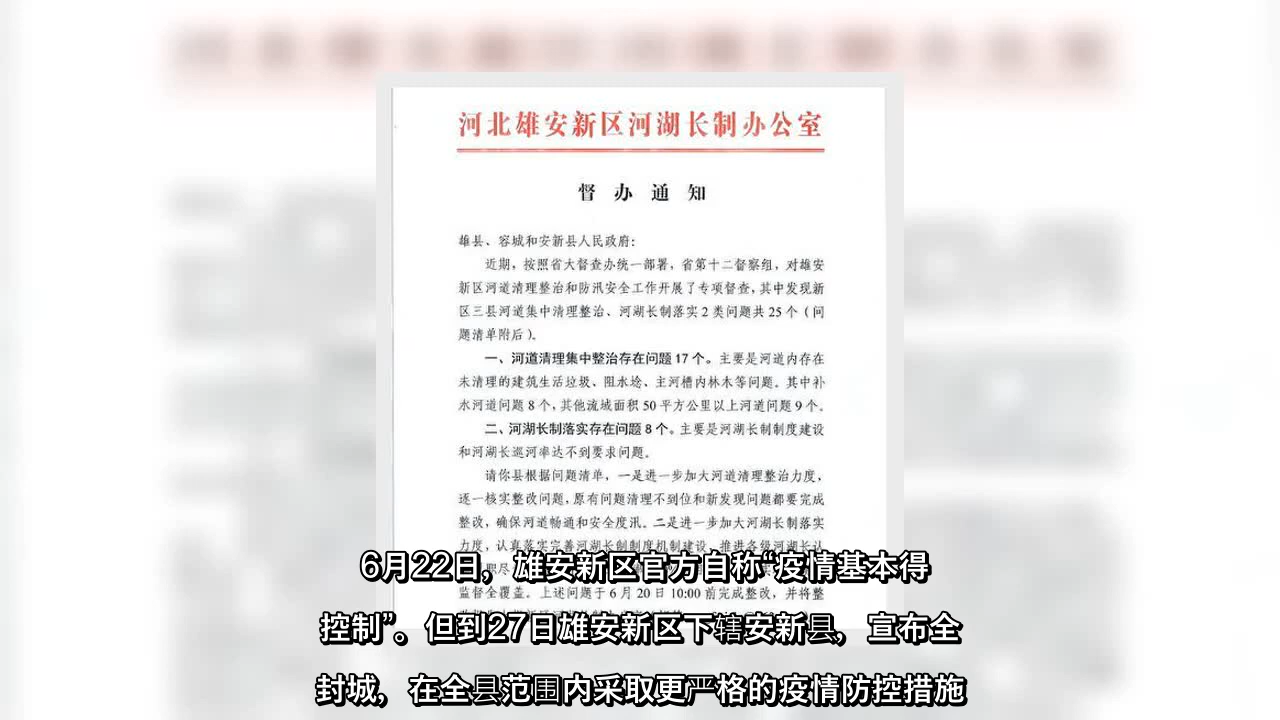 河北雄安新区河湖长制办公室
督办通知
雄县、容城和安新县人民政府：
近期，按照省大督查办统一部署，省第十二督察组，对雄安
新区河道清理整治和防汛安全工作开展了专项督查，其中发现新
区三县河道集中清理整治、河湖长制落实2类问题共25个（问
题清单附后）。
一、河道清理集中整治存在问题17个。主要是河道内存在
未清理的建筑生活垃圾、阻水埝、主河槽内林木等问题。其中补
水河道问题8个，其他流域面积50平方公里以上河道问题9个。
二、河湖长制落实存在问题8个。主要是河湖长制制度建设
和河湖长巡河率达不到要求问题。
请你县根据问题清单，一是进一步加大河道清理整治力度，
逐一核实整改问题，原有问题清理不到位和新发现问题都要完成
整改，确保河道畅通和安全度汛。二是进一步加大河湖长制落实
力度，认真落实完善河湖长制制度机制建设，推进各级河湖长认
监督全覆盖。上述问题于6月20日10:00前完成整改，并将整
6月22日，雄安新区官方自称“疫情基本得
控制”。但到27日雄安新区下辖安新县，宣布全
封城，在全县范围内采取更严格的疫情防控措施